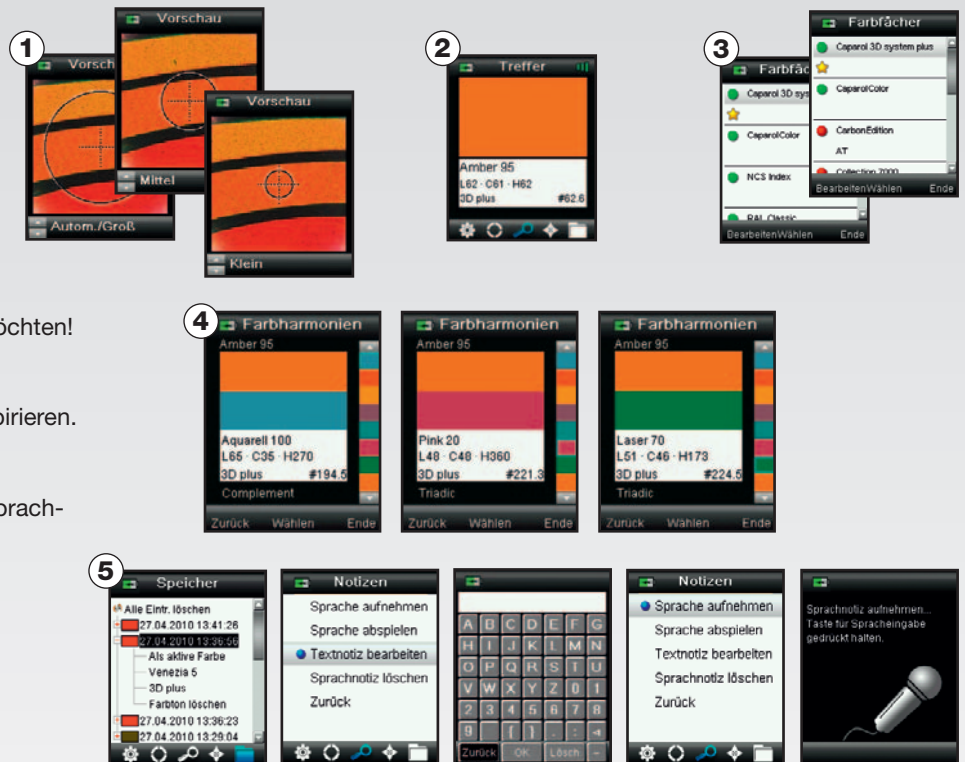 1
Vorsch
Autom./Groß
Vorschau
Mittel
Vorschau
Klein
2
Treffer
Amber 95
L62 · C61 · H62
3D plus #62.6
3
Farbfäc
Caparol 3D sys
CaparolColor
NCS Index
RAL Classic
BearbeitenWählen Ende
Farbfächer
Caparol 3D system plus
CaparolColor
CarbonEdition
AT
Collection 7000
BearbeitenWählen Ende
öchten!
pirieren.
prach-
4
Farbharmonien
Amber 95
Aquarell 100
L65 · C35 · H270
3D plus #194.5
Complement
Zurück Wählen Ende
Farbharmonien
Amber 95
Pink 20
L48 · C48 · H360
3D plus #221.3
Triadic
Zurück Wählen Ende
Farbharmonien
Amber 95
Laser 70
L51 · C46 · H173
3D plus #224.5
Triadic
Zurück Wählen Ende
5
Speicher
Alle Eintr. löschen
27.04.2010 13:41:26
27.04.2010 13:36:56
Als aktive Farbe
Venezia 5
3D plus
Farbton löschen
27.04.2010 13:36:23
27.04.2010 13:29:04
Notizen
Sprache aufnehmen
Sprache abspielen
Textnotiz bearbeiten
Sprachnotiz löschen
Zurück
A B C D E F G
H I J K L M N
O P Q R S T U
V W X Y Z 0 1
2 3 4 5 6 7 8
9 ( ) . :
Zurück OK Lösch –
Notizen
Sprache aufnehmen
Sprache abspielen
Textnotiz bearbeiten
Sprachnotiz löschen
Zurück
Sprachnotiz aufnehmen...
Taste für Spracheingabe
gedrückt halten.